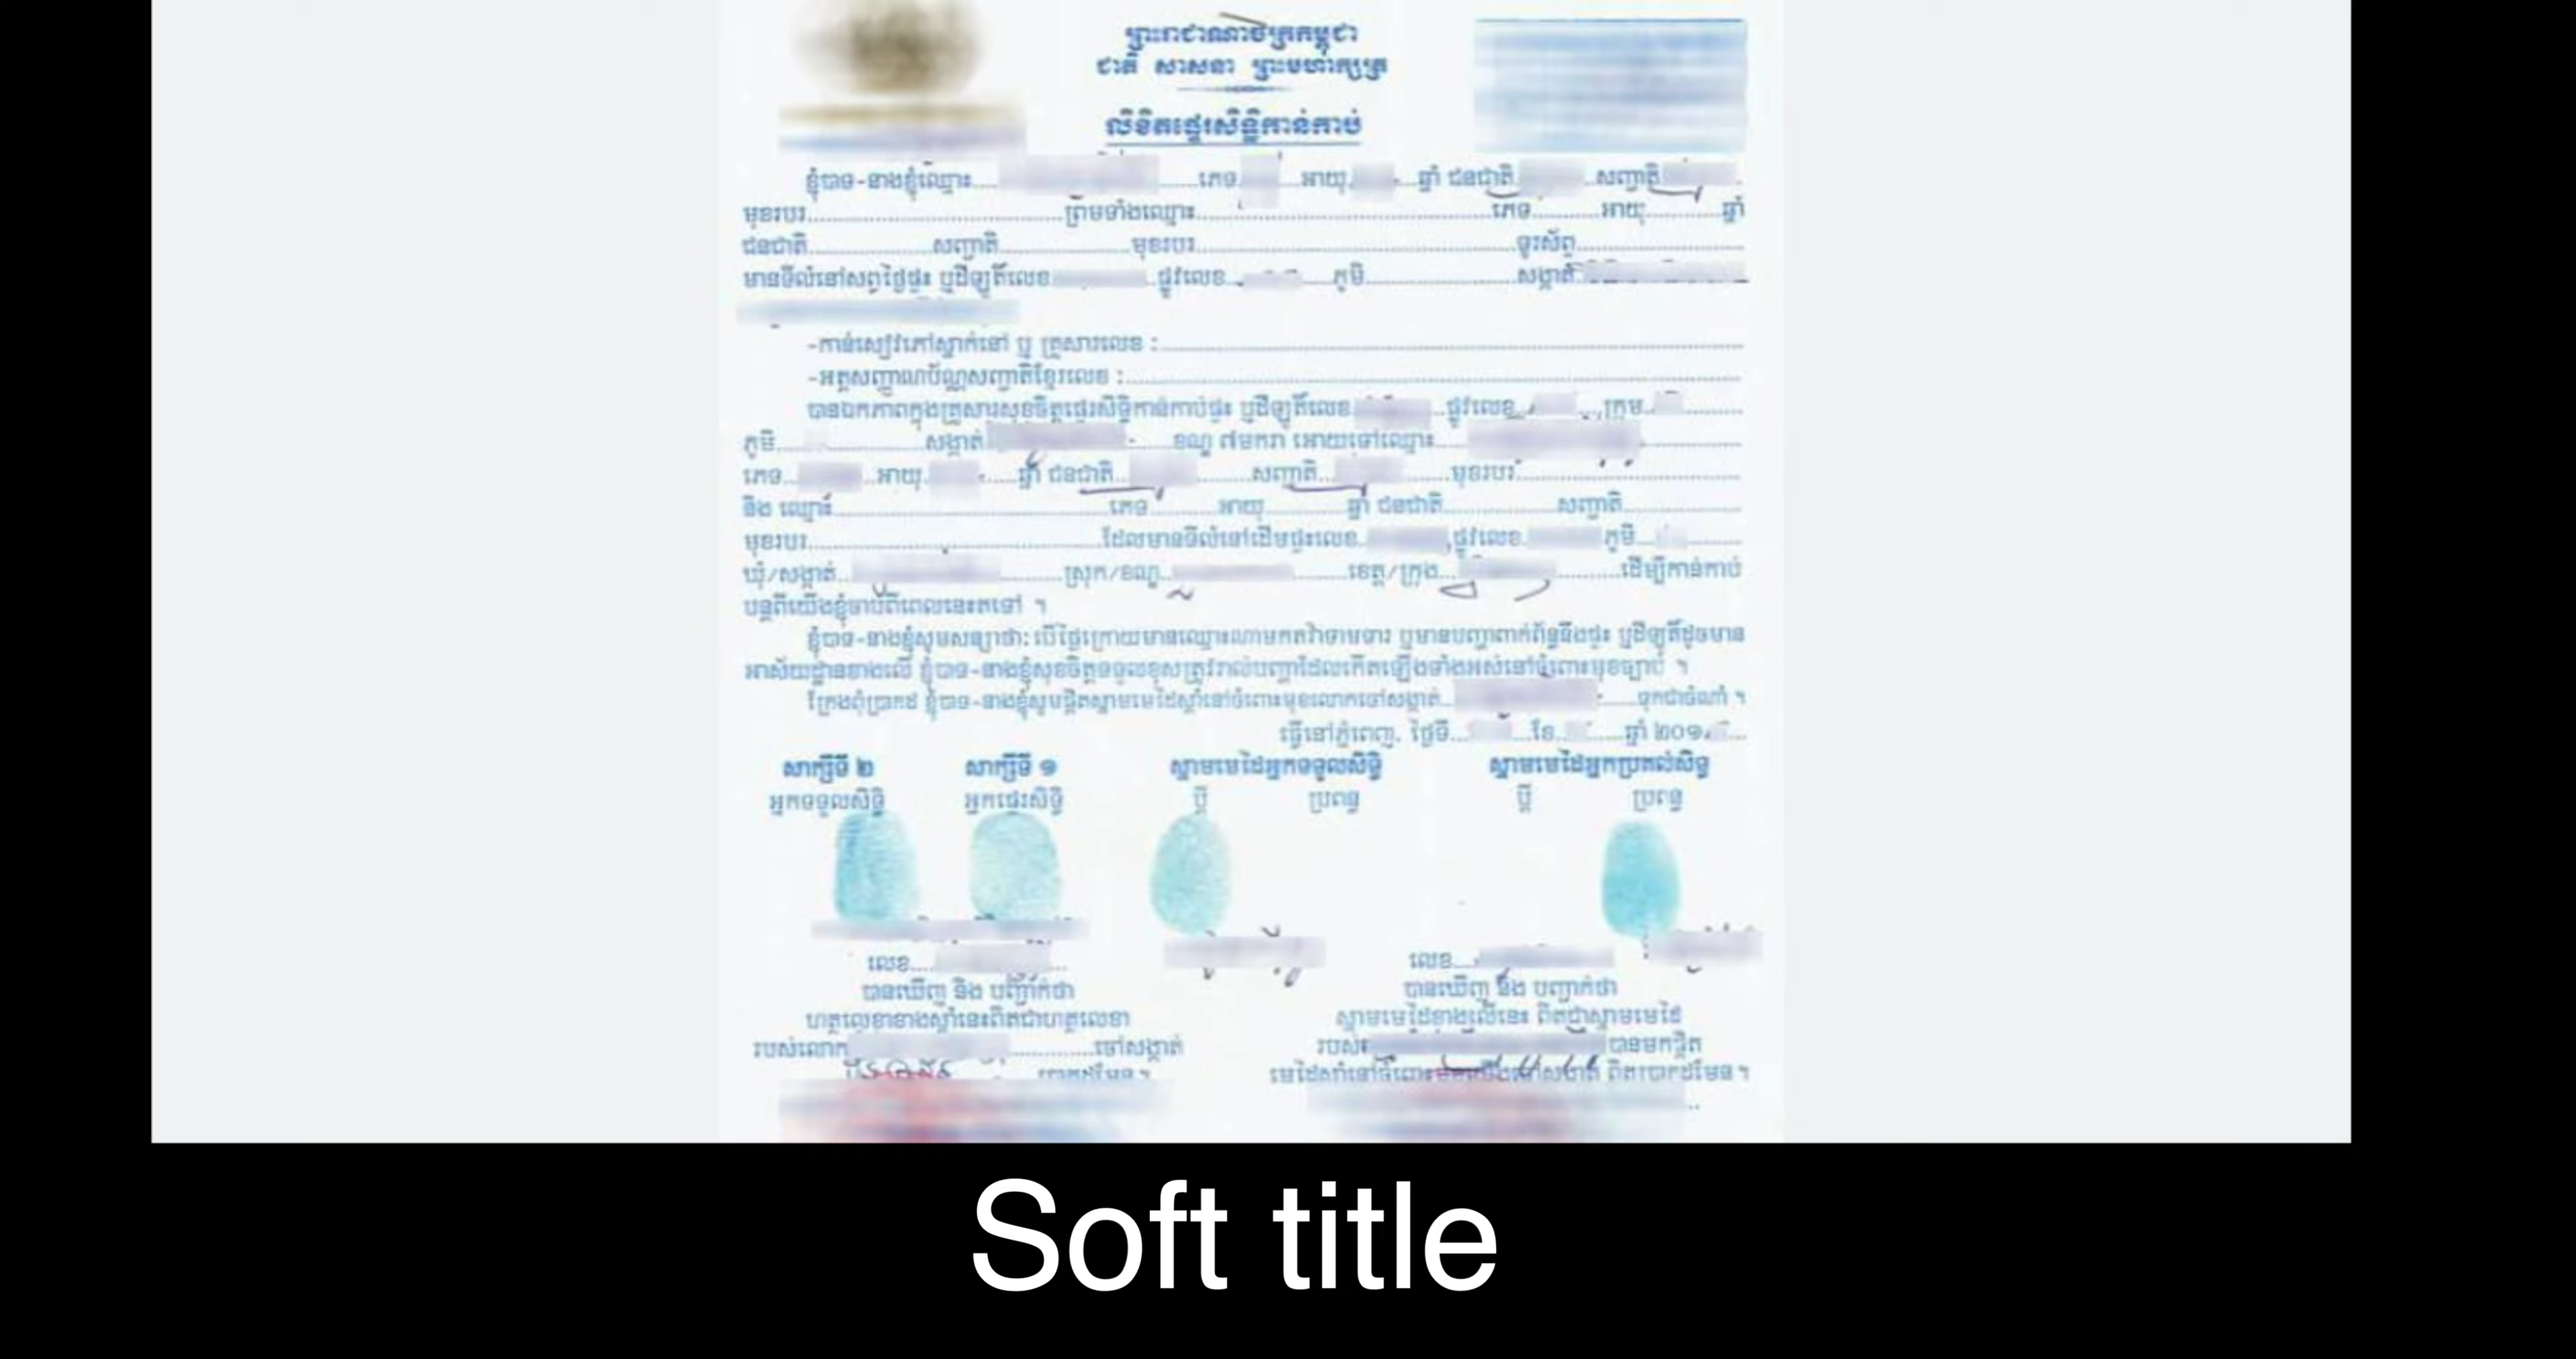 ព្រះរាជាណាចក្រកម្ពុជា
ជាតិ សាសនា ព្រះមហាក្សត្រ
លិខិតផ្ទេរសិទ្ធិកាន់កាប់
ខ្ញុំបាទ-នាងខ្ញុំឈ្មោះ ភេទ អាយុ ឆ្នាំ ជនជាតិ សញ្ជាតិ
មុខរបរ ព្រមទាំងឈ្មោះ ភេទ អាយុ ឆ្នាំ
ជនជាតិ សញ្ជាតិ មុខរបរ ទូរស័ព្ទ
មានទីលំនៅសព្វថ្ងៃផ្ទះ ឬដីឡូត៍លេខ ផ្លូវលេខ ភូមិ សង្កាត់
-កាន់សៀវភៅស្នាក់នៅ ឬ គ្រួសារលេខ :
-អត្តសញ្ញាណប័ណ្ណសញ្ជាតិខ្មែរលេខ :
បានឯកភាពក្នុងគ្រួសារសុខចិត្តផ្ទេរសិទ្ធិកាន់កាប់ផ្ទះ ឬដីឡូត៍លេខ ផ្លូវលេខ ក្រុម
ភូមិ សង្កាត់ ខណ្ឌ ៧មករា អោយទៅឈ្មោះ
ភេទ អាយុ ឆ្នាំ ជនជាតិ សញ្ជាតិ មុខរបរ
និង ឈ្មោះ ភេទ អាយុ ឆ្នាំ ជនជាតិ សញ្ជាតិ
មុខរបរ ដែលមានទីលំនៅដើមផ្ទះលេខ ផ្លូវលេខ ភូមិ
ឃុំ/សង្កាត់ ស្រុក/ខណ្ឌ ខេត្ត/ក្រុង ដើម្បីកាន់កាប់
បន្តពីយើងខ្ញុំចាប់ពីពេលនេះតទៅ ។
ខ្ញុំបាទ-នាងខ្ញុំសូមសន្យាថា: បើថ្ងៃក្រោយមានឈ្មោះណាមកតវ៉ាទាមទារ ឬមានបញ្ហាពាក់ព័ន្ធនឹងផ្ទះ ឬដីឡូត៍ដូចមាន
អាស័យដ្ឋានខាងលើ ខ្ញុំបាទ-នាងខ្ញុំសុខចិត្តទទួលខុសត្រូវរាល់បញ្ហាដែលកើតឡើងទាំងអស់នៅចំពោះមុខច្បាប់ ។
ក្រែងពុំប្រាកដ ខ្ញុំបាទ-នាងខ្ញុំសូមផ្តិតស្នាមមេដៃស្តាំនៅចំពោះមុខលោកចៅសង្កាត់ ទុកជាចំណាំ ។
ធ្វើនៅភ្នំពេញ, ថ្ងៃទី ខែ ឆ្នាំ ២០១
សាក្សីទី ២ សាក្សីទី ១ ស្នាមមេដៃអ្នកទទួលសិទ្ធិ ស្នាមមេដៃអ្នកប្រគល់សិទ្ធ
អ្នកទទួលសិទ្ធិ អ្នកផ្ទេរសិទ្ធិ ប្តី ប្រពន្ធ ប្តី ប្រពន្ធ
លេខ
បានឃើញ និង បញ្ជាក់ថា
ហត្ថលេខាខាងស្តាំនេះពិតជាហត្ថលេខា
របស់លោក ចៅសង្កាត់
ប្រាកដមែន។
លេខ
បានឃើញ និង បញ្ជាក់ថា
ស្នាមមេដៃខាងលើនេះ ពិតជាស្នាមមេដៃ
របស់ បានមកផ្តិត
មេដៃស្តាំនៅចំពោះមុខយើងចៅសង្កាត់ ពិតប្រាកដមែន។
Soft title